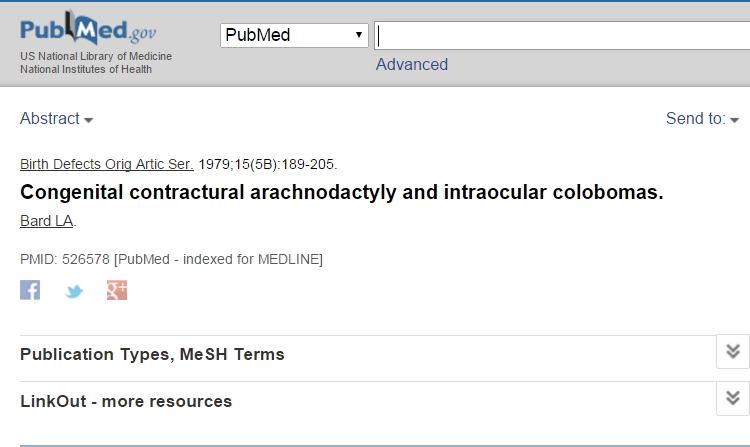 PubMed.gov
US National Library of Medicine
National Institutes of Health
PubMed
Advanced
Abstract
Send to:
Birth Defects Orig Artic Ser. 1979;15(5B):189-205.
Congenital contractural arachnodactyly and intraocular colobomas.
Bard LA.
PMID: 526578 [PubMed - indexed for MEDLINE]
f
g+
Publication Types, MeSH Terms
LinkOut - more resources